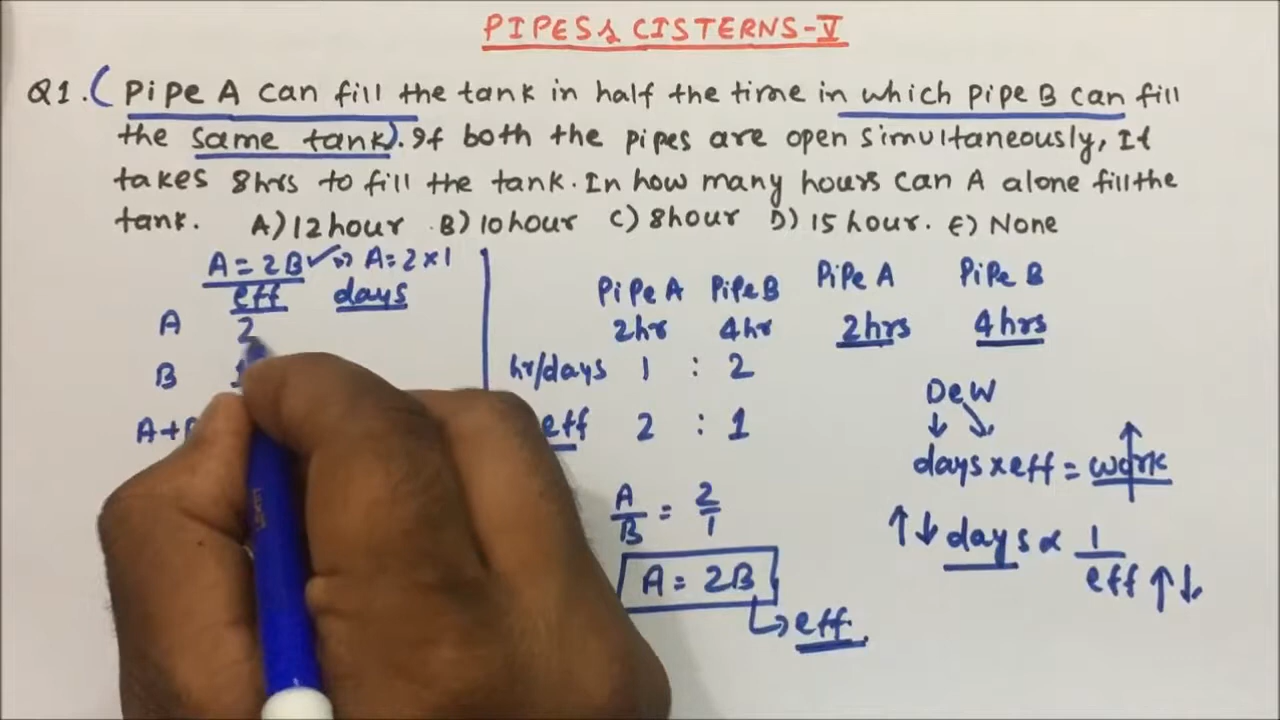 PIPES & CISTERNS-V
Q1. (Pipe A can fill the tank in half the time in which pipe B can fill
the same tank). If both the pipes are open simultaneously, It
takes 8hrs to fill the tank. In how many hours can A alone fill the
tank. A) 12 hour B) 10 hour C) 8 hour D) 15 hour. E) None
A = 2B ✓ => A = 2 × 1
eff days
A 2
B 1
A+
Pipe A Pipe B Pipe A Pipe B
2hr 4hr 2hrs 4hrs
hr/days 1 : 2
eff 2 : 1
A/B = 2/1
A = 2B
eff.
DeW
↓ ↘
days × eff = work
↑↓ days ∝ 1/eff ↑↓